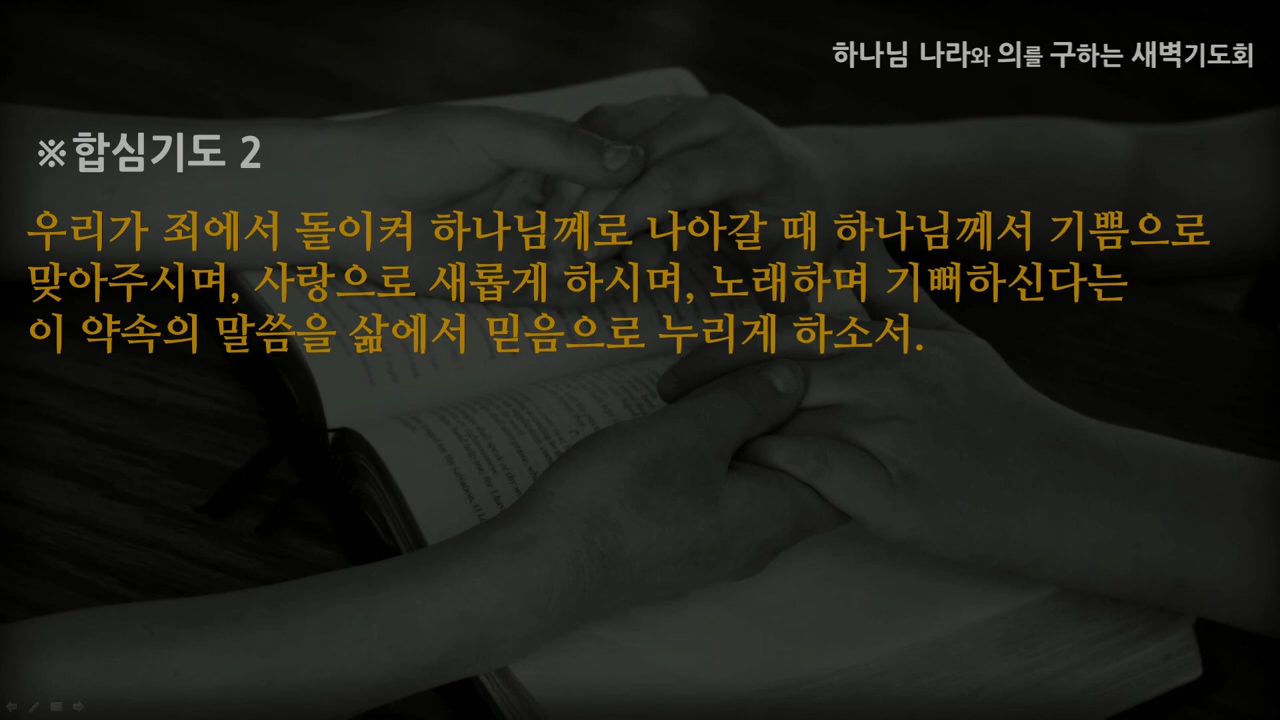 하나님 나라와 의를 구하는 새벽기도회
※합심기도 2
우리가 죄에서 돌이켜 하나님꼐로 나아갈 때 하나님께서 기쁨으로
맞아주시며, 사랑으로 새롭게 하시며, 노래하며 기뻐하신다는
이 약속의 말씀을 삶에서 믿음으로 누리게 하소서.